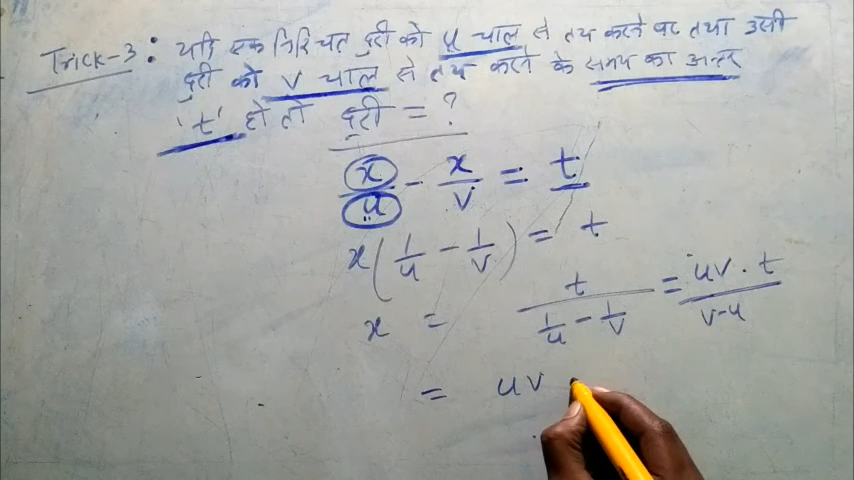 Trick-3: यदि एक निश्चित दुरी को u चाल से तय करने पर तथा उसी
दुरी को v चाल से तय करने के समय का अन्तर
't' हो तो दुरी = ?
x/u - x/v = t
x(1/u - 1/v) = t
x = t/(1/u - 1/v) = uv.t/(v-u)
= uv